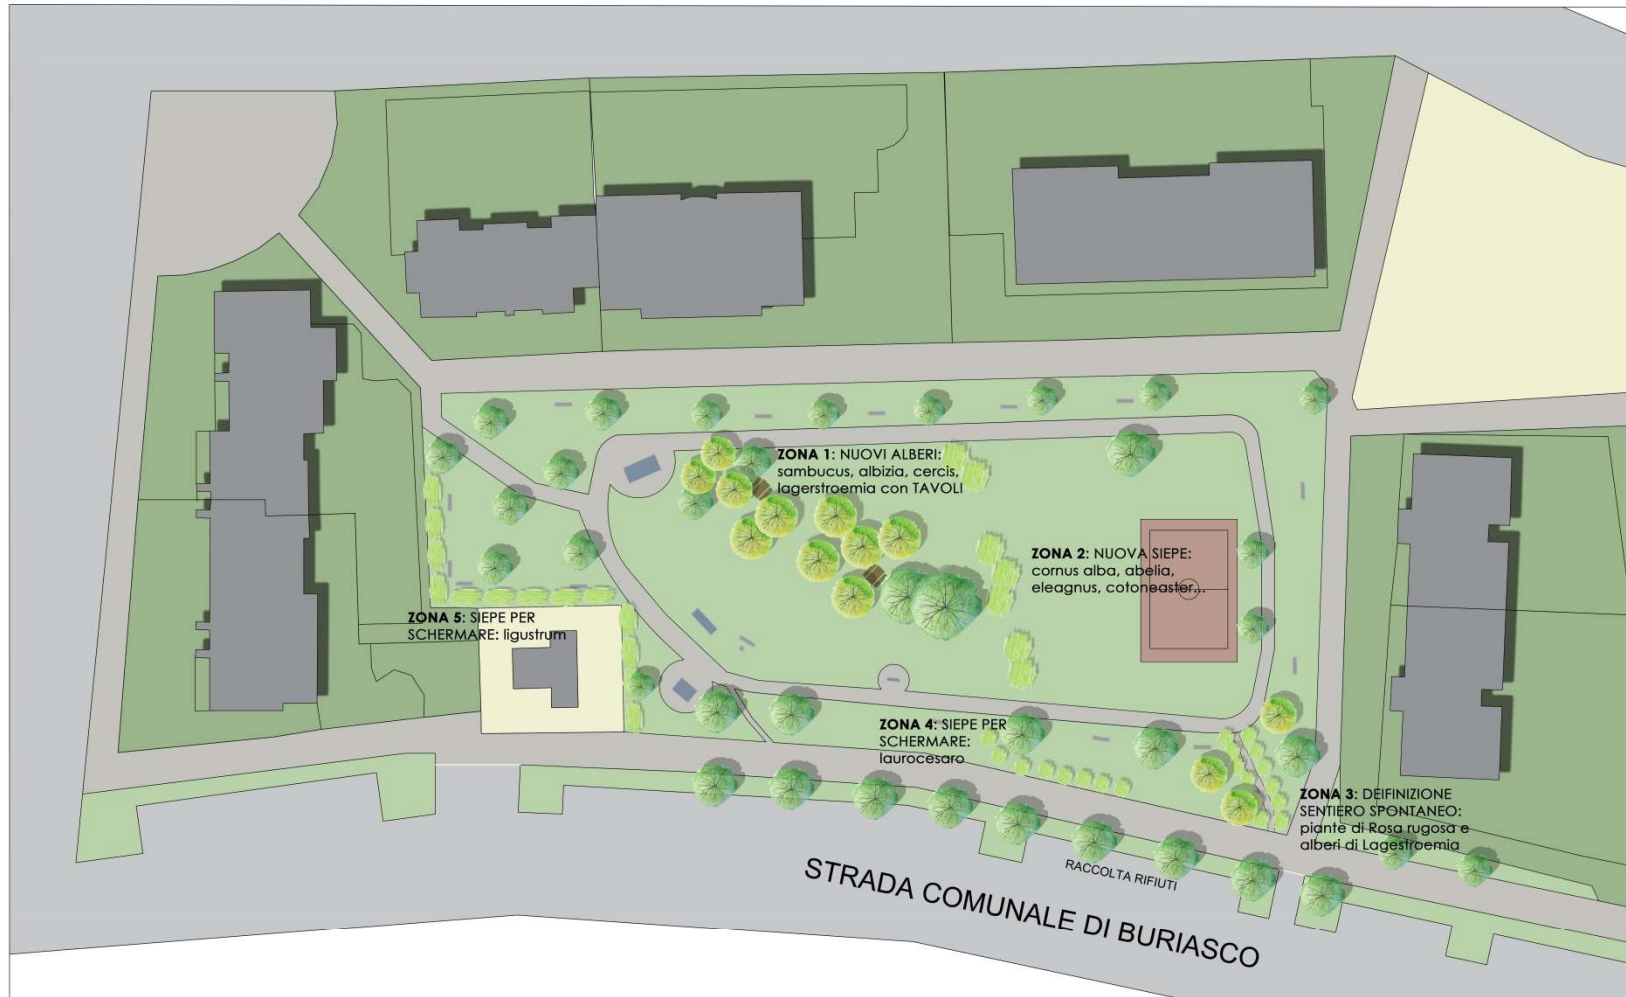 ZONA 1: NUOVI ALBERI:
sambucus, albizia, cercis,
lagerstroemia con TAVOLI
ZONA 2: NUOVA SIEPE:
cornus alba, abelia,
eleagnus, cotoneaster...
ZONA 5: SIEPE PER
SCHERMARE: ligustrum
ZONA 4: SIEPE PER
SCHERMARE:
laurocesaro
ZONA 3: DEIFINIZIONE
SENTIERO SPONTANEO:
piante di Rosa rugosa e
alberi di Lagestroemia
RACCOLTA RIFIUTI
STRADA COMUNALE DI BURIASCO